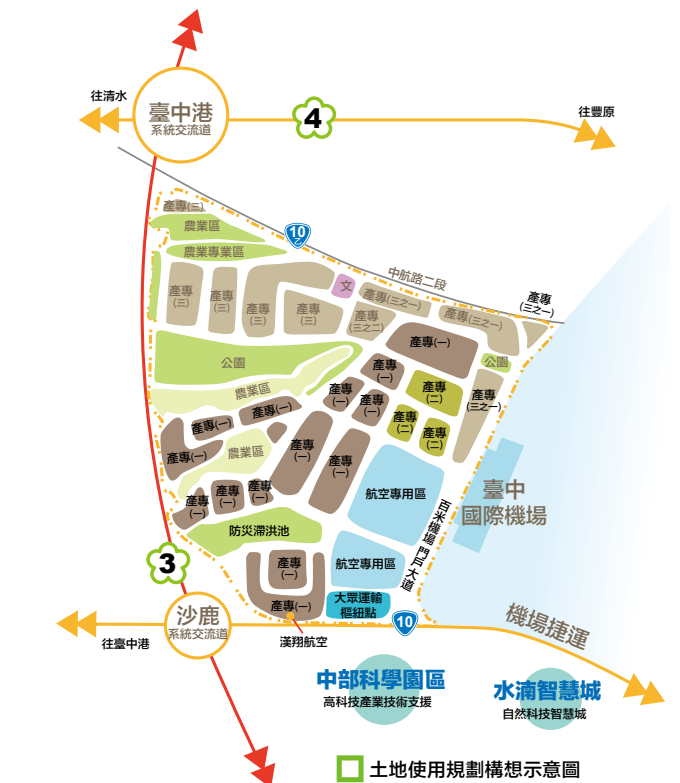 往清水
臺中港
系統交流道
4
往豐原
產專(三)
農業區
10
乙
農業專業區
中航路二段
文
產專
(三)
產專
(三)
產專
(三)
產專
(三)
產專(三之一)
產專
(三之二)
產專(三之一)
產專
(三之一)
產專(一)
公園
公園
產專
(一)
產專
(二)
產專
(三之一)
農業區
產專
(一)
產專
(一)
產專(一)
產專
(二)
產專
(二)
產專(一)
產專(一)
農業區
產專
(一)
產專
(一)
航空專用區
臺中
國際機場
產專
(一)
產專
(一)
產專
(一)
百米機場門戶大道
防災滯洪池
3
產專
(一)
航空專用區
產專(一)
大眾運輸
樞紐點
沙鹿
系統交流道
10
機場捷運
往臺中港
漢翔航空
中部科學園區
高科技產業技術支援
水湳智慧城
自然科技智慧城
土地使用規劃構想示意圖